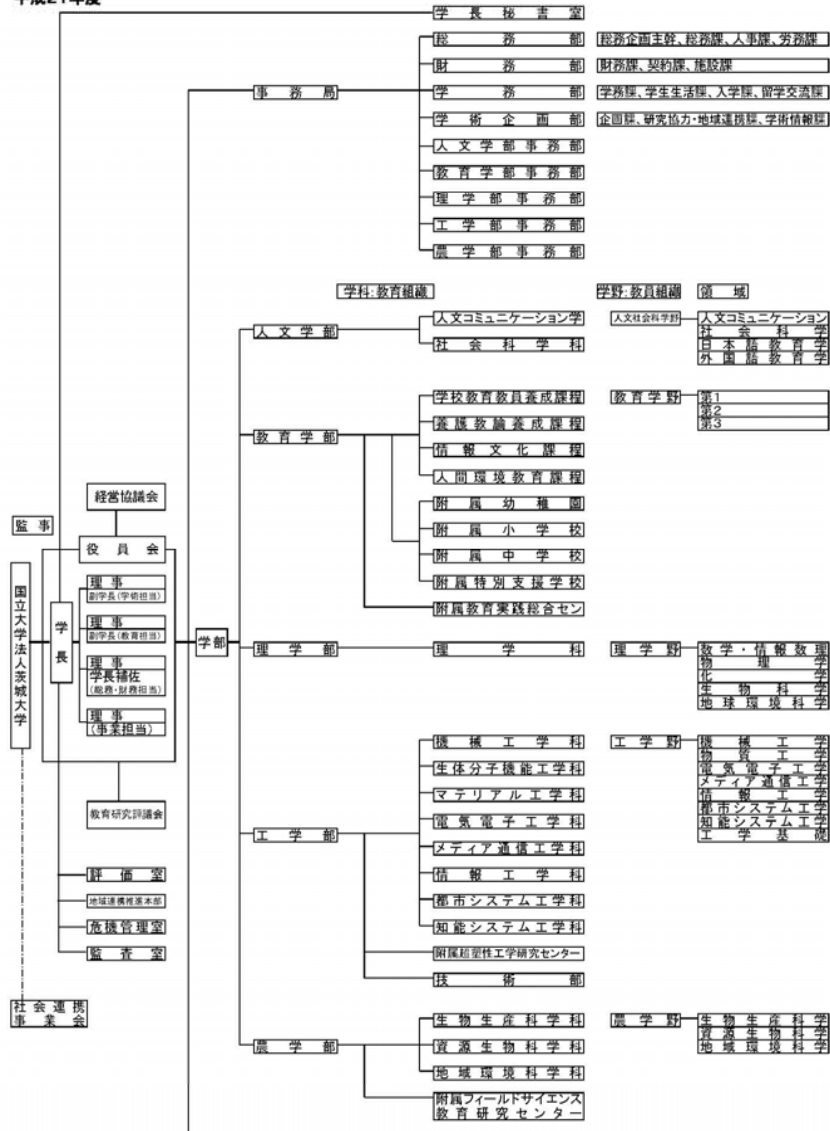 平成21年度
学長秘書室
総務部 総務企画主幹、総務課、人事課、労務課
財務部 財務課、契約課、施設課
事務局 学務部 学務課、学生生活課、入学課、留学交流課
学術企画部 企画課、研究協力・地域連携課、学術情報課
人文学部事務部
教育学部事務部
理学部事務部
工学部事務部
農学部事務部
学科:教育組織 学野:教員組織 領域
人文学部
人文コミュニケーション学
社会科学科
人文社会科学野
人文コミュニケーション
社会科学
日本語教育学
外国語教育学
教育学部
学校教育教員養成課程
養護教諭養成課程
情報文化課程
人間環境教育課程
附属幼稚園
附属小学校
附属中学校
附属特別支援学校
附属教育実践総合セン
教育学野
第1
第2
第3
経営協議会
監事
役員会
国立大学法人茨城大学
学長
理事
副学長(学術担当)
理事
副学長(教育担当)
理事
学長補佐
(総務・財務担当)
理事
(事業担当)
教育研究評議会
評価室
地域連携推進本部
危機管理室
監査室
社会連携
事業会
学部
理学部
理学科
理学野
数学・情報数理
物理学
化学
生物科学
地球環境科学
工学部
機械工学科
生体分子機能工学科
マテリアル工学科
電気電子工学科
メディア通信工学科
情報工学科
都市システム工学科
知能システム工学科
附属超塑性工学研究センター
技術部
工学野
機械工学
物質工学
電気電子工学
メディア通信工学
情報工学
都市システム工学
知能システム工学
工学基礎
農学部
生物生産科学科
資源生物科学科
地域環境科学科
附属フィールドサイエンス
教育研究センター
農学野
生物生産科学
資源生物科学
地域環境科学